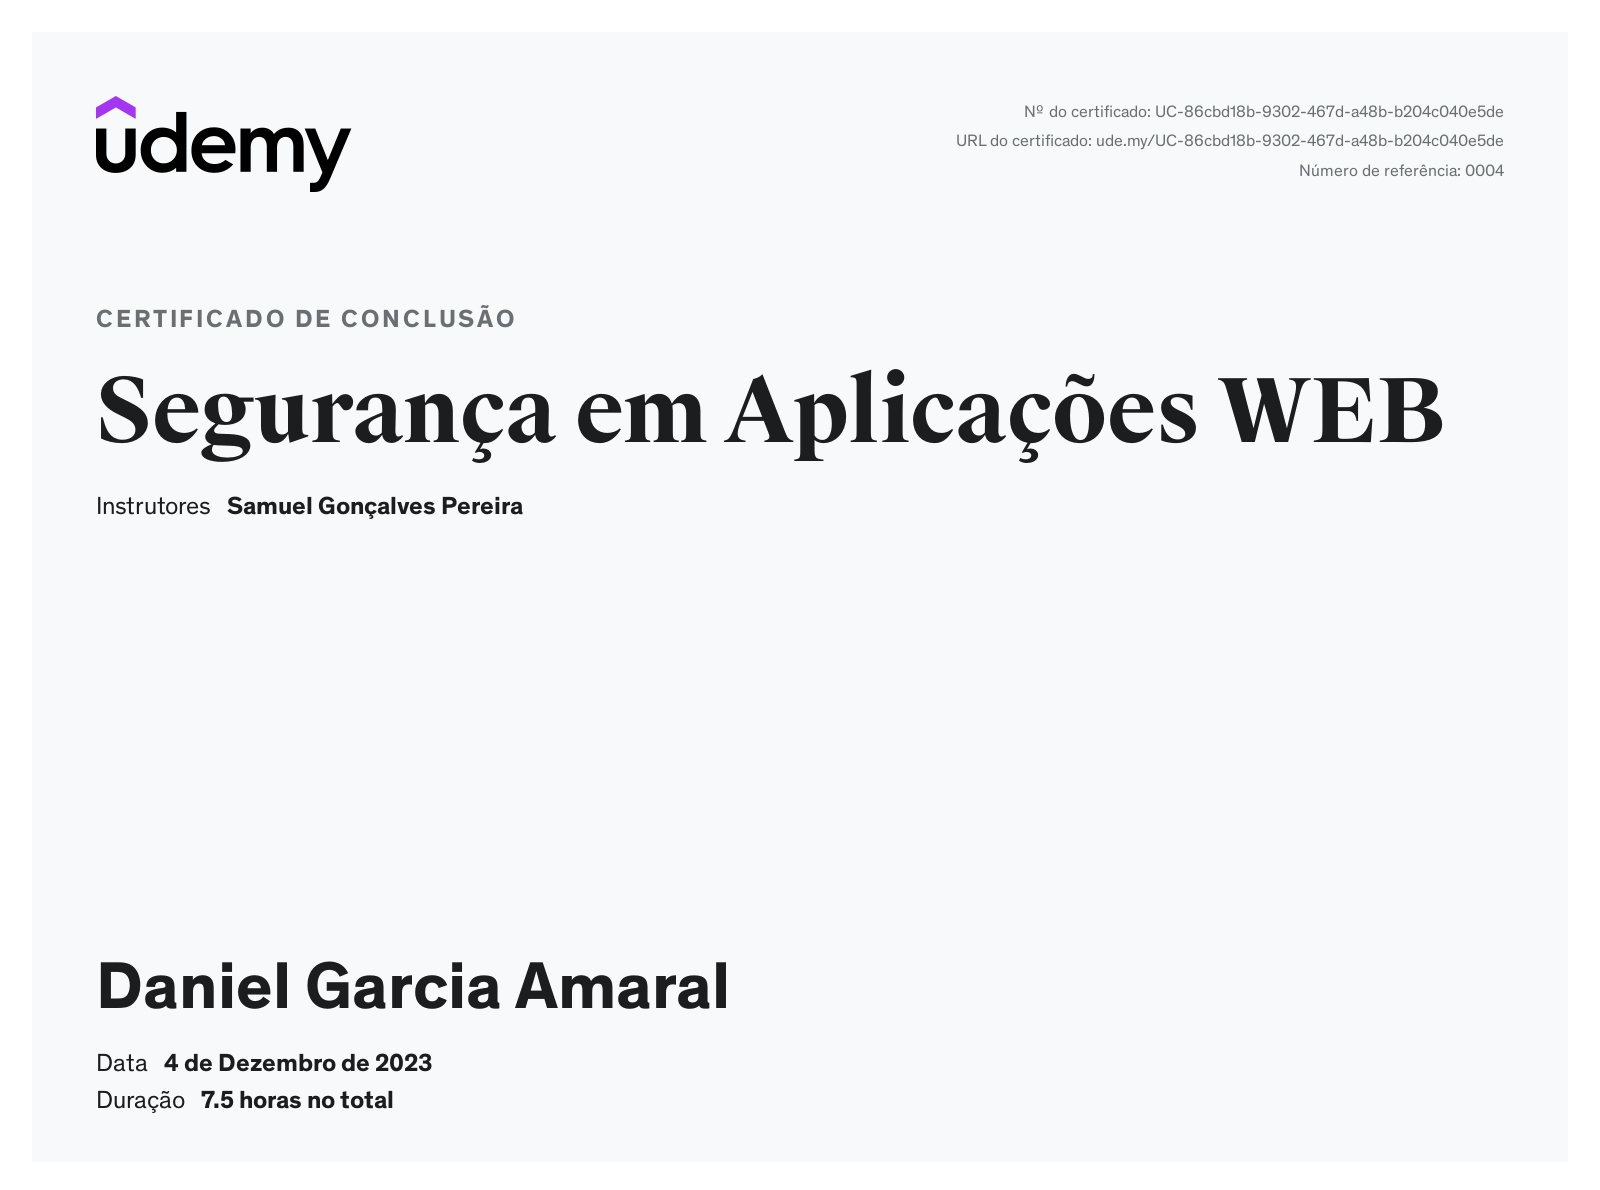 udemy
Nº do certificado: UC-86cbd18b-9302-467d-a48b-b204c040e5de
URL do certificado: ude.my/UC-86cbd18b-9302-467d-a48b-b204c040e5de
Número de referência: 0004
CERTIFICADO DE CONCLUSÃO
Segurança em Aplicações WEB
Instrutores Samuel Gonçalves Pereira
Daniel Garcia Amaral
Data 4 de Dezembro de 2023
Duração 7.5 horas no total